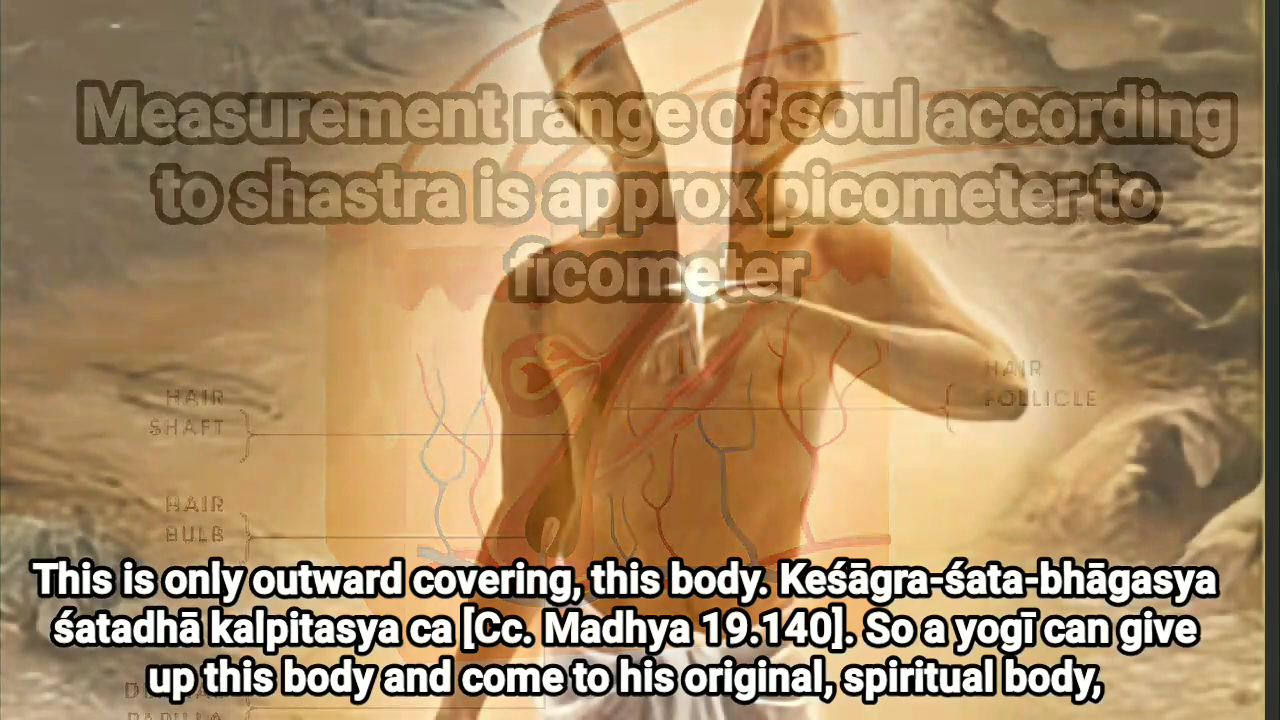 Measurement range of soul according
to shastra is approx picometer to
ficometer
HAIR
SHAFT
HAIR
FOLLICLE
HAIR
BULB
This is only outward covering, this body. Keśāgra-śata-bhāgasya
śatadhā kalpitasya ca [Cc. Madhya 19.140]. So a yogī can give
up this body and come to his original, spiritual body,